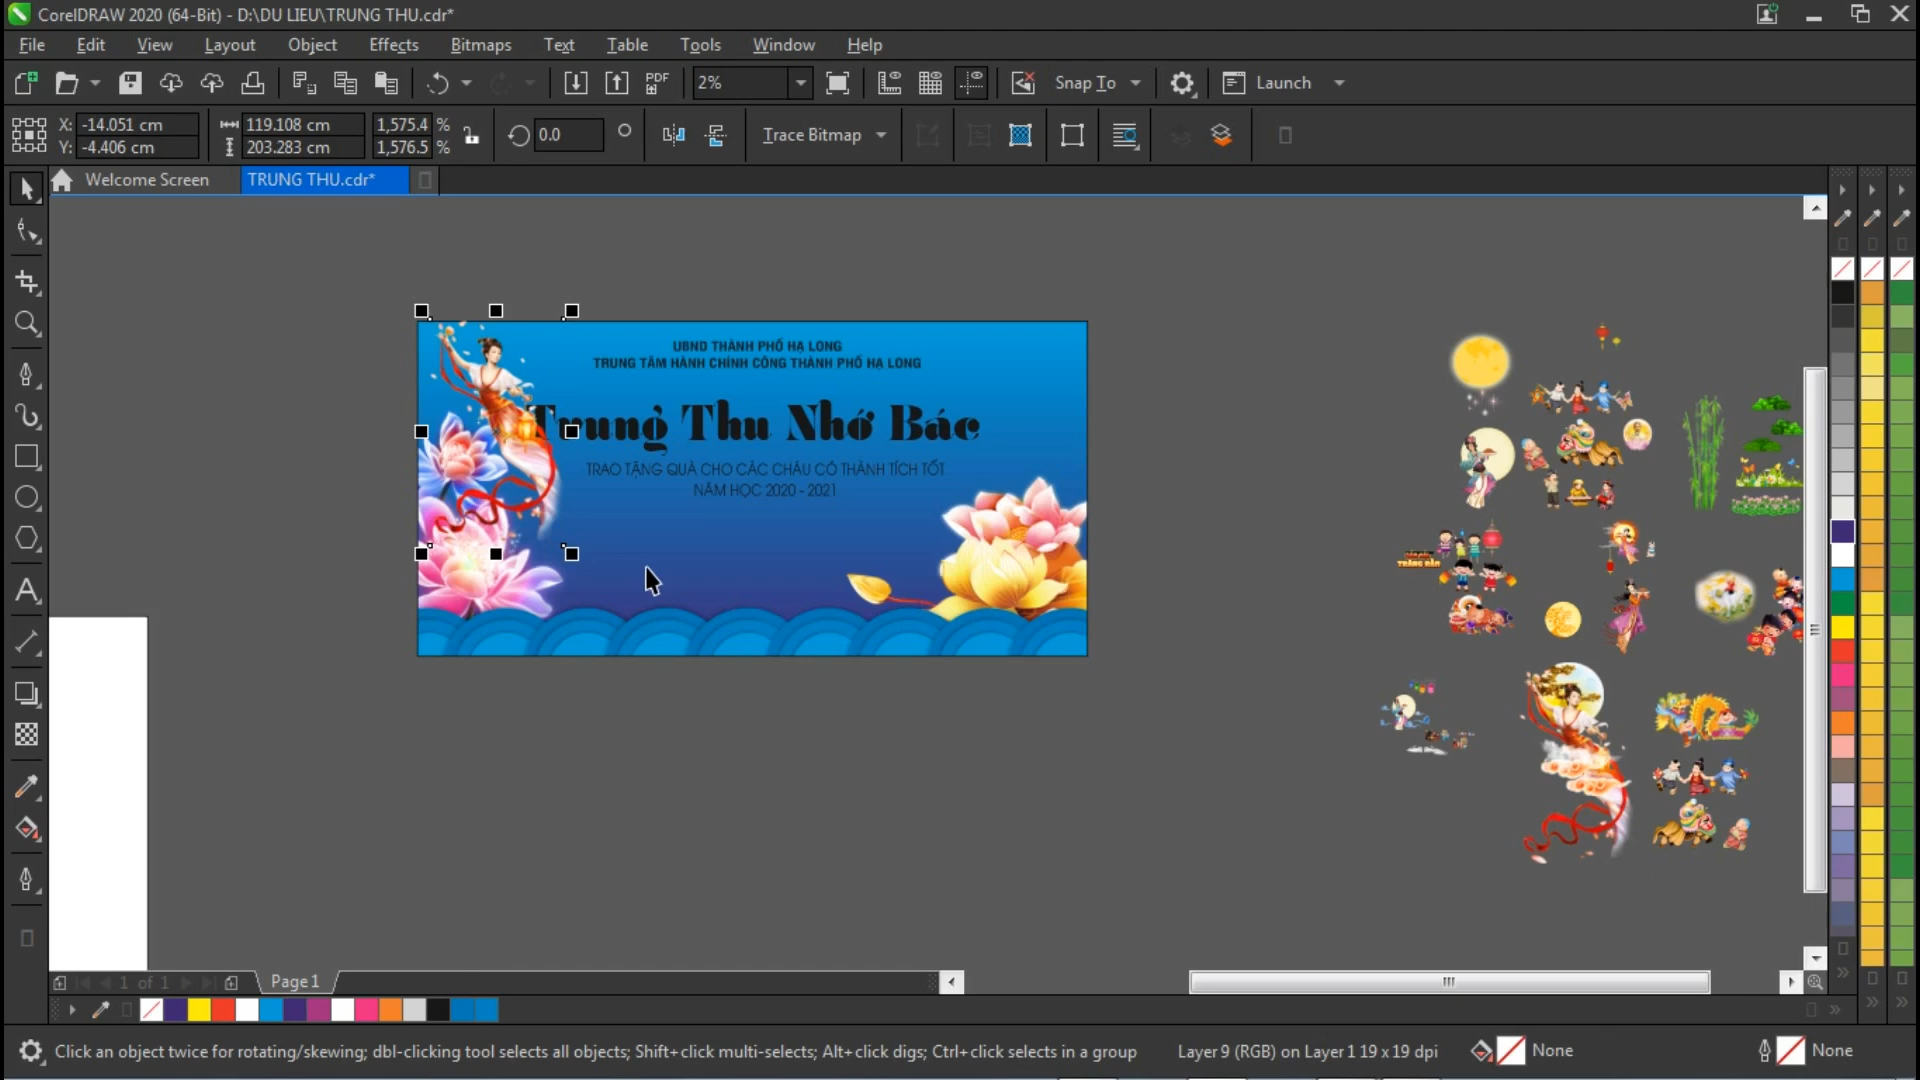 CorelDRAW 2020 (64-Bit) - D:\DU LIEU\TRUNG THU.cdr*
File Edit View Layout Object Effects Bitmaps Text Table Tools Window Help
PDF 2% Snap To Launch
X: -14.051 cm 119.108 cm 1,575.4 % 0.0 Trace Bitmap
Y: -4.406 cm 203.283 cm 1,576.5 %
Welcome Screen TRUNG THU.cdr*
UBND THÀNH PHỐ HẠ LONG
TRUNG TÂM HÀNH CHÍNH CÔNG THÀNH PHỐ HẠ LONG
Trung Thu Nhớ Bác
TRAO TẶNG QUÀ CHO CÁC CHÁU CÓ THÀNH TÍCH TỐT
NĂM HỌC 2020 - 2021
1 of 1 Page 1
Click an object twice for rotating/skewing; dbl-clicking tool selects all objects; Shift+click multi-selects; Alt+click digs; Ctrl+click selects in a group Layer 9 (RGB) on Layer 1 19 x 19 dpi None None